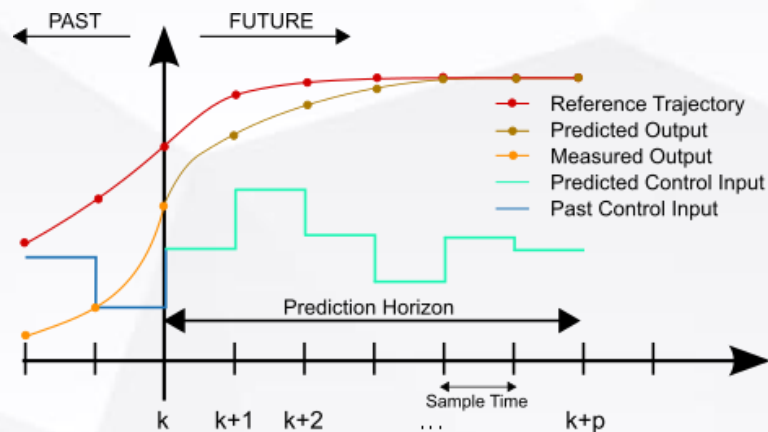 PAST
FUTURE
Reference Trajectory
Predicted Output
Measured Output
Predicted Control Input
Past Control Input
Prediction Horizon
Sample Time
k
k+1
k+2
...
k+p